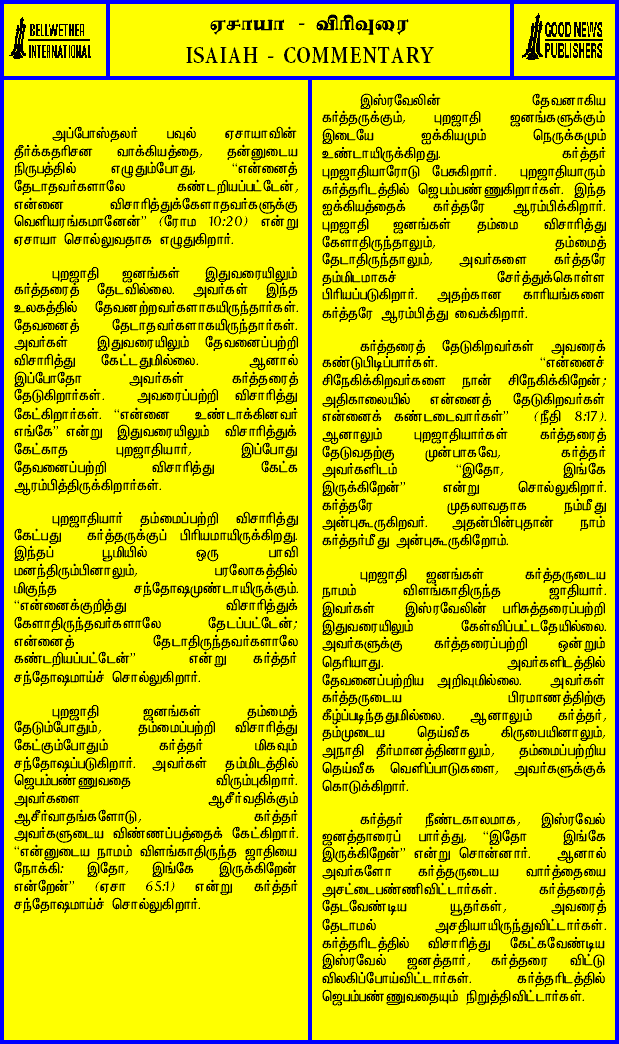 BELLWETHER
INTERNATIONAL
ஏசாயா - விரிவுரை
ISAIAH - COMMENTARY
GOOD NEWS
PUBLISHERS
அப்போஸ்தலர் பவுல் ஏசாயாவின்
தீர்க்கதரிசன வாக்கியத்தை, தன்னுடைய
நிருபத்தில் எழுதும்போது, “என்னைத்
தேடாதவர்களாலே கண்டறியப்பட்டேன்,
என்னை விசாரித்துக்கேளாதவர்களுக்கு
வெளியரங்கமானேன்” (ரோம 10:20) என்று
ஏசாயா சொல்லுவதாக எழுதுகிறார்.
புறஜாதி ஜனங்கள் இதுவரையிலும்
கர்த்தரைத் தேடவில்லை. அவர்கள் இந்த
உலகத்தில் தேவனற்றவர்களாகயிருந்தார்கள்.
தேவனைத் தேடாதவர்களாகயிருந்தார்கள்.
அவர்கள் இதுவரையிலும் தேவனைப்பற்றி
விசாரித்து கேட்டதுமில்லை. ஆனால்
இப்போதோ அவர்கள் கர்த்தரைத்
தேடுகிறார்கள். அவரைப்பற்றி விசாரித்து
கேட்கிறார்கள். “என்னை உண்டாக்கினவர்
எங்கே” என்று இதுவரையிலும் விசாரித்துக்
கேட்காத புறஜாதியார், இப்போது
தேவனைப்பற்றி விசாரித்து கேட்க
ஆரம்பித்திருக்கிறார்கள்.
புறஜாதியார் தம்மைப்பற்றி விசாரித்து
கேட்பது கர்த்தருக்குப் பிரியமாயிருக்கிறது.
இந்தப் பூமியில் ஒரு பாவி
மனந்திரும்பினாலும், பரலோகத்தில்
மிகுந்த சந்தோஷமுண்டாயிருக்கும்.
“என்னைக்குறித்து விசாரித்துக்
கேளாதிருந்தவர்களாலே தேடப்பட்டேன்;
என்னைத் தேடாதிருந்தவர்களாலே
கண்டறியப்பட்டேன்” என்று கர்த்தர்
சந்தோஷமாய்ச் சொல்லுகிறார்.
புறஜாதி ஜனங்கள் தம்மைத்
தேடும்போதும், தம்மைப்பற்றி விசாரித்து
கேட்கும்போதும் கர்த்தர் மிகவும்
சந்தோஷப்படுகிறார். அவர்கள் தம்மிடத்தில்
ஜெபம்பண்ணுவதை விரும்புகிறார்.
அவர்களை ஆசீர்வதிக்கும்
ஆசீர்வாதங்களோடு, கர்த்தர்
அவர்களுடைய விண்ணப்பத்தைக் கேட்கிறார்.
“என்னுடைய நாமம் விளங்காதிருந்த ஜாதியை
நோக்கி: இதோ, இங்கே இருக்கிறேன்
என்றேன்” (ஏசா 65:1) என்று கர்த்தர்
சந்தோஷமாய்ச் சொல்லுகிறார்.
இஸ்ரவேலின் தேவனாகிய
கர்த்தருக்கும், புறஜாதி ஜனங்களுக்கும்
இடையே ஐக்கியமும் நெருக்கமும்
உண்டாயிருக்கிறது. கர்த்தர்
புறஜாதியாரோடு பேசுகிறார். புறஜாதியாரும்
கர்த்தரிடத்தில் ஜெபம்பண்ணுகிறார்கள். இந்த
ஐக்கியத்தைக் கர்த்தரே ஆரம்பிக்கிறார்.
புறஜாதி ஜனங்கள் தம்மை விசாரித்து
கேளாதிருந்தாலும், தம்மைத்
தேடாதிருந்தாலும், அவர்களை கர்த்தரே
தம்மிடமாகச் சேர்த்துக்கொள்ள
பிரியப்படுகிறார். அதற்கான காரியங்களை
கர்த்தரே ஆரம்பித்து வைக்கிறார்.
கர்த்தரைத் தேடுகிறவர்கள் அவரைக்
கண்டுபிடிப்பார்கள். “என்னைச்
சிநேகிக்கிறவர்களை நான் சிநேகிக்கிறேன்;
அதிகாலையில் என்னைத் தேடுகிறவர்கள்
என்னைக் கண்டடைவார்கள்” (நீதி 8:17).
ஆனாலும் புறஜாதியார்கள் கர்த்தரைத்
தேடுவதற்கு முன்பாகவே, கர்த்தர்
அவர்களிடம் “இதோ, இங்கே
இருக்கிறேன்” என்று சொல்லுகிறார்.
கர்த்தரே முதலாவதாக நம்மீது
அன்புகூருகிறவர். அதன்பின்புதான் நாம்
கர்த்தர்மீது அன்புகூருகிறோம்.
புறஜாதி ஜனங்கள் கர்த்தருடைய
நாமம் விளங்காதிருந்த ஜாதியார்.
இவர்கள் இஸ்ரவேலின் பரிசுத்தரைப்பற்றி
இதுவரையிலும் கேள்விப்பட்டதேயில்லை.
அவர்களுக்கு கர்த்தரைப்பற்றி ஒன்றும்
தெரியாது. அவர்களிடத்தில்
தேவனைப்பற்றிய அறிவுமில்லை. அவர்கள்
கர்த்தருடைய பிரமாணத்திற்கு
கீழ்ப்படிந்ததுமில்லை. ஆனாலும் கர்த்தர்,
தம்முடைய தெய்வீக கிருபையினாலும்,
அநாதி தீர்மானத்தினாலும், தம்மைப்பற்றிய
தெய்வீக வெளிப்பாடுகளை, அவர்களுக்குக்
கொடுக்கிறார்.
கர்த்தர் நீண்டகாலமாக, இஸ்ரவேல்
ஜனத்தாரைப் பார்த்து, “இதோ இங்கே
இருக்கிறேன்” என்று சொன்னார். ஆனால்
அவர்களோ கர்த்தருடைய வார்த்தையை
அசட்டைபண்ணிவிட்டார்கள். கர்த்தரைத்
தேடவேண்டிய யூதர்கள், அவரைத்
தேடாமல் அசதியாயிருந்துவிட்டார்கள்.
கர்த்தரிடத்தில் விசாரித்து கேட்கவேண்டிய
இஸ்ரவேல் ஜனத்தார், கர்த்தரை விட்டு
விலகிப்போய்விட்டார்கள். கர்த்தரிடத்தில்
ஜெபம்பண்ணுவதையும் நிறுத்திவிட்டார்கள்.